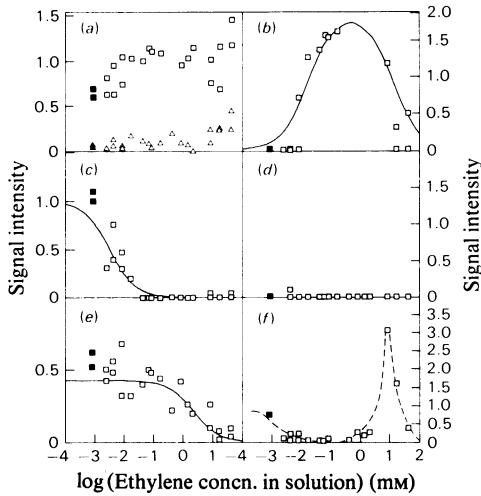 (a)
(b)
1.5
1.0
0.5
0
2.0
1.5
1.0
0.5
0
(c)
(d)
1.0
0.5
0
1.5
1.0
0.5
0
(e)
(f)
0.5
0
3.5
3.0
2.5
2.0
1.5
1.0
0.5
0
Signal intensity
Signal intensity
−4 −3 −2 −1 0 1 −4 −3 −2 −1 0 1 2
log (Ethylene concn. in solution) (mM)